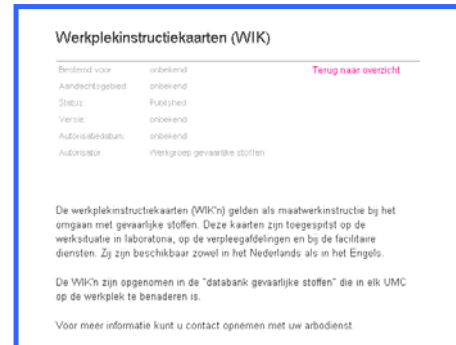 Werkplekinstructiekaarten (WIK)
Bestemd voor onbekend Terug naar overzicht
Aandachtsgebied: onbekend
Status: Published
Versie: onbekend
Autorisatiedatum: onbekend
Autorisator: Werkgroep gevaarlijke stoffen
De werkplekinstructiekaarten (WIK'n) gelden als maatwerkinstructie bij het
omgaan met gevaarlijke stoffen. Deze kaarten zijn toegespitst op de
werksituatie in laboratoria, op de verpleegafdelingen en bij de facilitaire
diensten. Zij zijn beschikbaar zowel in het Nederlands als in het Engels.
De WIK'n zijn opgenomen in de "databank gevaarlijke stoffen" die in elk UMC
op de werkplek te benaderen is.
Voor meer informatie kunt u contact opnemen met uw arbodienst